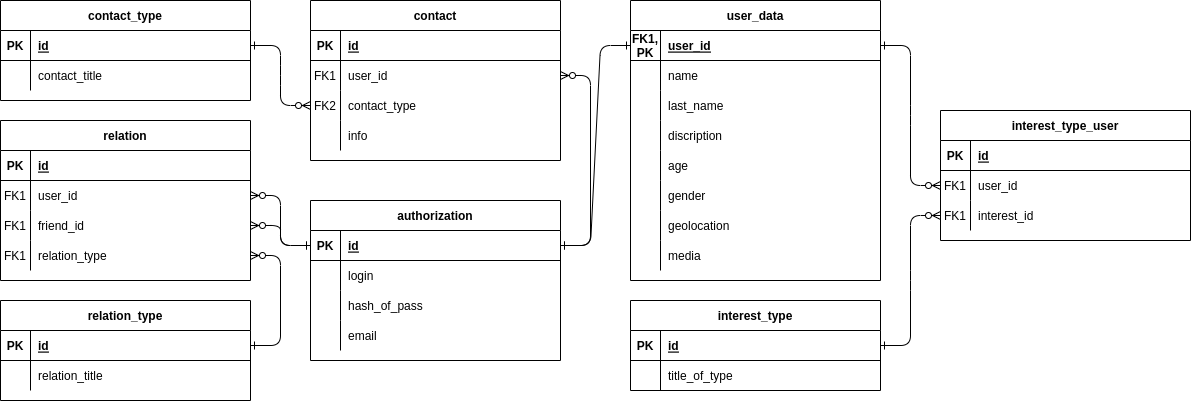 contact_type
PK id
contact_title
contact
PK id
FK1 user_id
FK2 contact_type
info
user_data
FK1,
PK user_id
name
last_name
discription
age
gender
geolocation
media
interest_type_user
PK id
FK1 user_id
FK1 interest_id
relation
PK id
FK1 user_id
FK1 friend_id
FK1 relation_type
authorization
PK id
login
hash_of_pass
email
relation_type
PK id
relation_title
interest_type
PK id
title_of_type